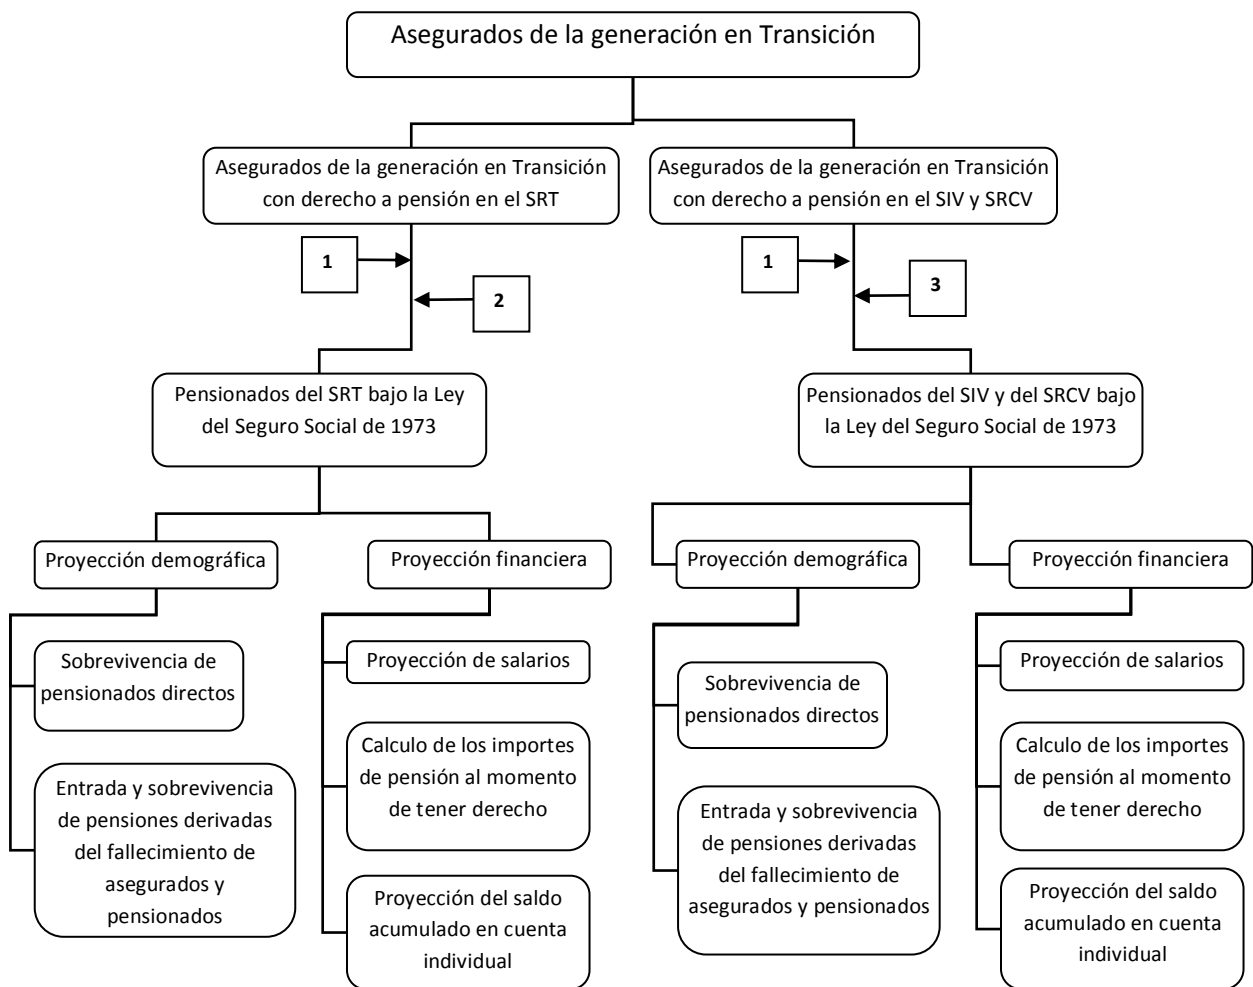 Asegurados de la generación en Transición
Asegurados de la generación en Transición
con derecho a pensión en el SRT
Asegurados de la generación en Transición
con derecho a pensión en el SIV y SRCV
1
2
1
3
Pensionados del SRT bajo la Ley
del Seguro Social de 1973
Pensionados del SIV y del SRCV bajo
la Ley del Seguro Social de 1973
Proyección demográfica
Proyección financiera
Proyección demográfica
Proyección financiera
Sobrevivencia de
pensionados directos
Entrada y sobrevivencia
de pensiones derivadas
del fallecimiento de
asegurados y
pensionados
Proyección de salarios
Calculo de los importes
de pensión al momento
de tener derecho
Proyección del saldo
acumulado en cuenta
individual
Sobrevivencia de
pensionados directos
Entrada y sobrevivencia
de pensiones derivadas
del fallecimiento de
asegurados y pensionados
Proyección de salarios
Calculo de los importes
de pensión al momento
de tener derecho
Proyección del saldo
acumulado en cuenta
individual